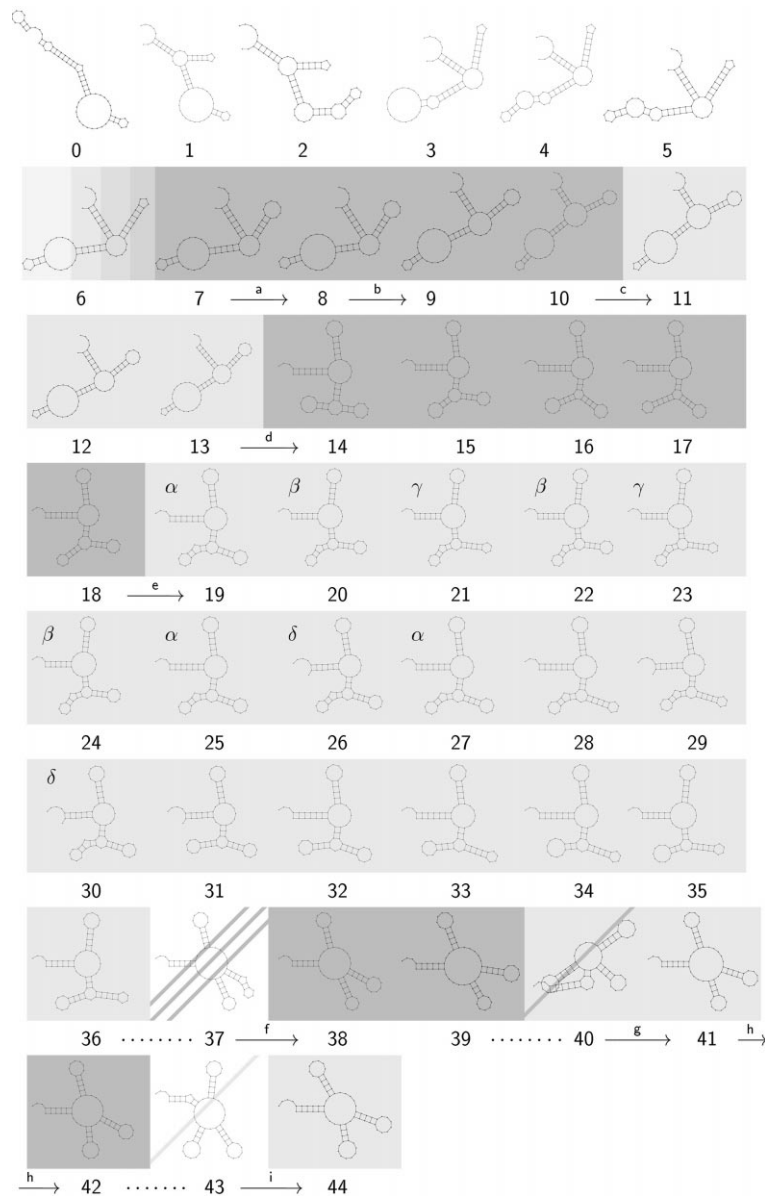 0 1 2 3 4 5
6 7 a 8 b 9 10 c 11
12 13 d 14 15 16 17
α β γ β γ
18 e 19 20 21 22 23
β α δ α
24 25 26 27 28 29
δ
30 31 32 33 34 35
36 ........ 37 f 38 39 ........ 40 g 41 h
h 42 ........ 43 i 44